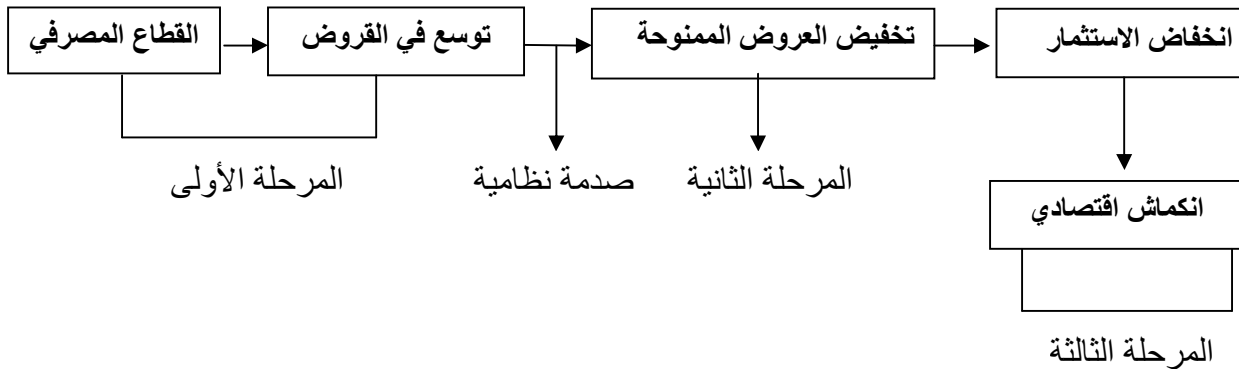 القطاع المصرفي
توسع في القروض
تخفيض العروض الممنوحة
انخفاض الاستثمار
المرحلة الأولى
صدمة نظامية
المرحلة الثانية
انكماش اقتصادي
المرحلة الثالثة